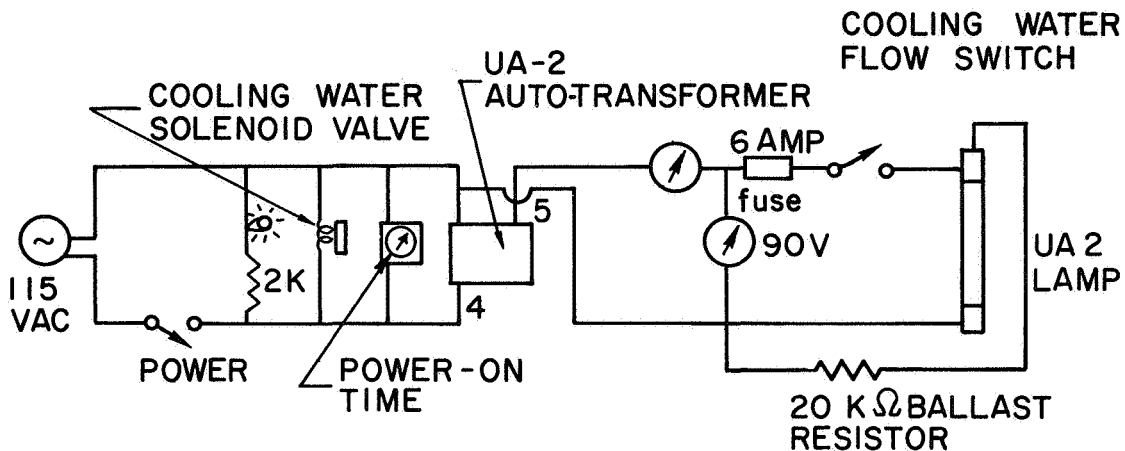 COOLING WATER
FLOW SWITCH
UA-2
AUTO-TRANSFORMER
COOLING WATER
SOLENOID VALVE
6 AMP
fuse
5
90V
~
2K
4
115
VAC
UA 2
LAMP
POWER
POWER-ON
TIME
20 K Ω BALLAST
RESISTOR